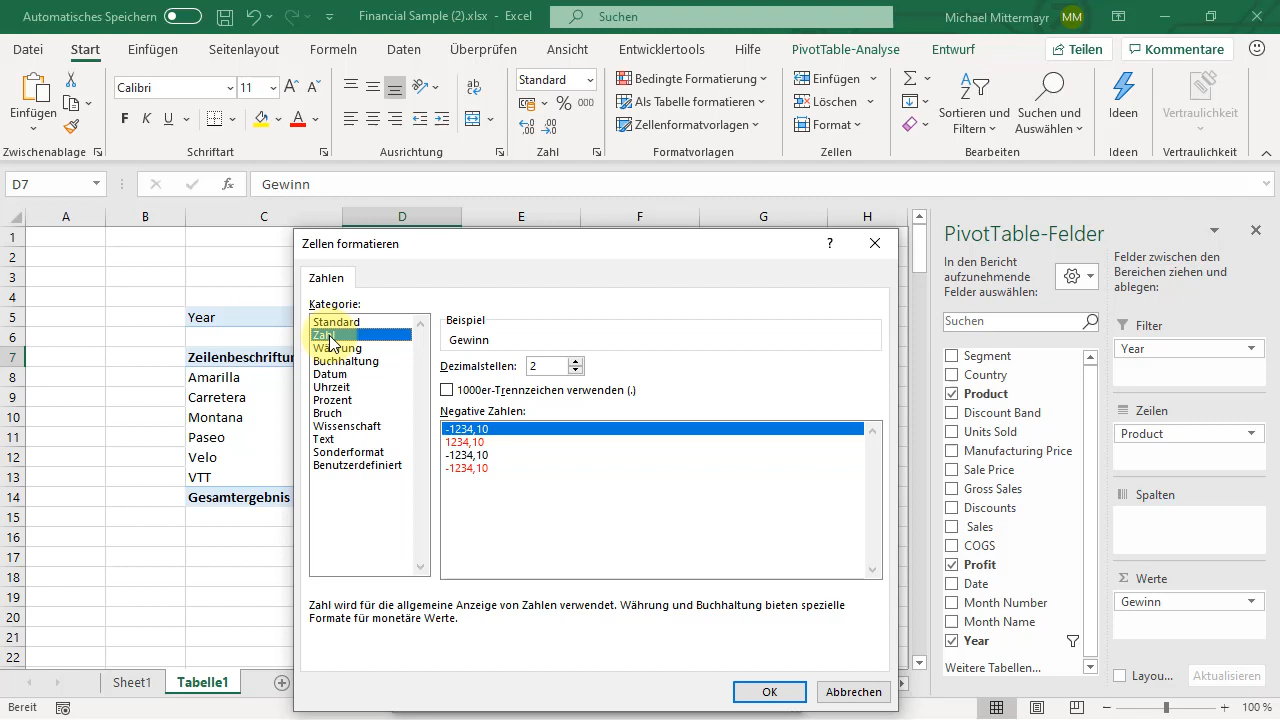 Automatisches Speichern
Financial Sample (2).xlsx - Excel
Suchen
Michael Mittermayr
MM
Datei
Start
Einfügen
Seitenlayout
Formeln
Daten
Überprüfen
Ansicht
Entwicklertools
Hilfe
PivotTable-Analyse
Entwurf
Teilen
Kommentare
Einfügen
Zwischenablage
Calibri
11
F K U
Schriftart
Ausrichtung
Standard
% 000
Zahl
Bedingte Formatierung
Als Tabelle formatieren
Zellenformatvorlagen
Formatvorlagen
Einfügen
Löschen
Format
Zellen
Sortieren und
Filtern
Suchen und
Auswählen
Bearbeiten
Ideen
Ideen
Vertraulichkeit
Vertraulichkeit
D7
fx
Gewinn
A B C D E F G H
1
2
3
4
5 Year
6
7 Zeilenbeschriftun
8 Amarilla
9 Carretera
10 Montana
11 Paseo
12 Velo
13 VTT
14 Gesamtergebnis
15
16
17
18
19
20
21
22
Zellen formatieren
Zahlen
Kategorie:
Standard
Zahl
Währung
Buchhaltung
Datum
Uhrzeit
Prozent
Bruch
Wissenschaft
Text
Sonderformat
Benutzerdefiniert
Beispiel
Gewinn
Dezimalstellen: 2
1000er-Trennzeichen verwenden (.)
Negative Zahlen:
-1234,10
1234,10
-1234,10
-1234,10
Zahl wird für die allgemeine Anzeige von Zahlen verwendet. Währung und Buchhaltung bieten spezielle
Formate für monetäre Werte.
OK
Abbrechen
PivotTable-Felder
In den Bericht
aufzunehmende
Felder auswählen:
Suchen
Segment
Country
Product
Discount Band
Units Sold
Manufacturing Price
Sale Price
Gross Sales
Discounts
Sales
COGS
Profit
Date
Month Number
Month Name
Year
Weitere Tabellen...
Felder zwischen den
Bereichen ziehen und
ablegen:
Filter
Year
Zeilen
Product
Spalten
Σ Werte
Gewinn
Layou...
Aktualisieren
Sheet1
Tabelle1
Bereit
100 %